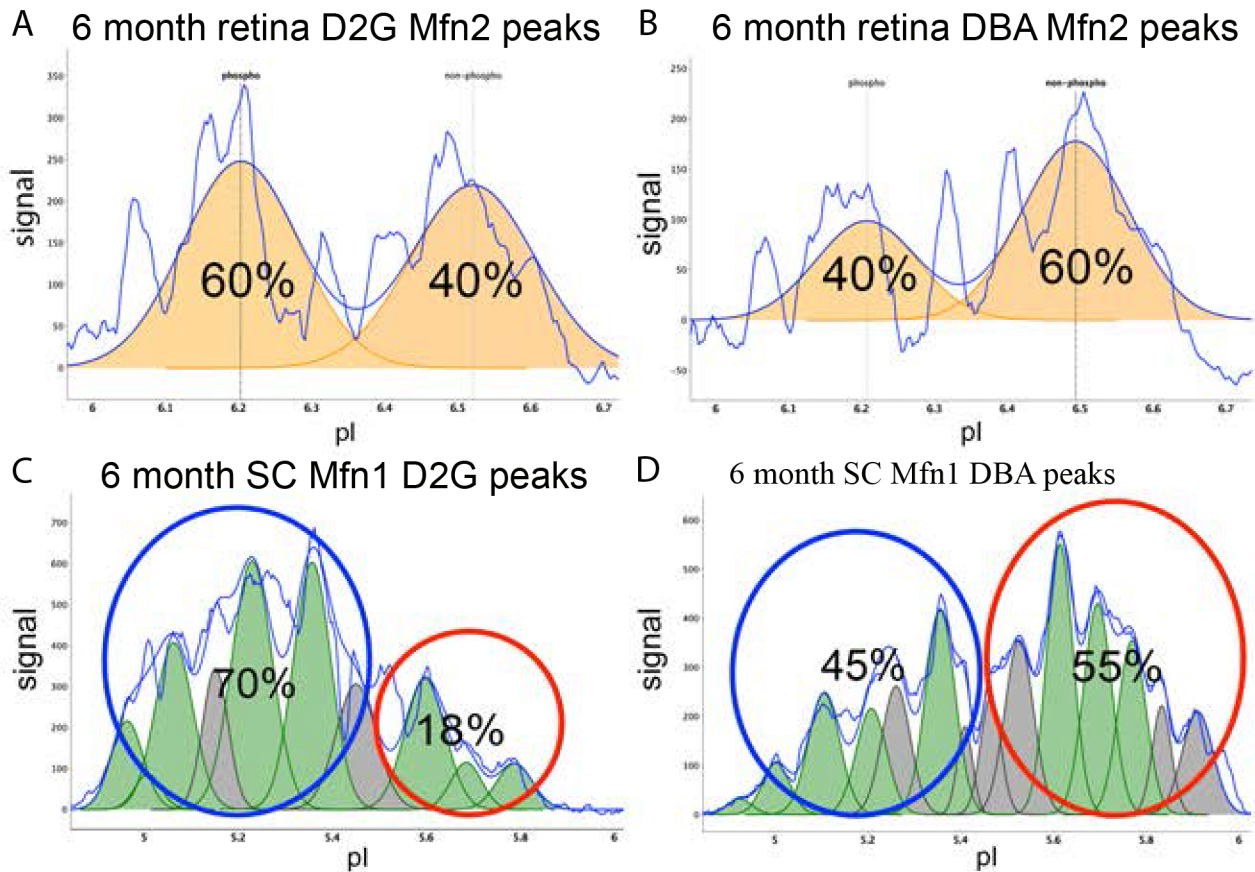 A 6 month retina D2G Mfn2 peaks
phospho non-phospho
350
300
250
200
150
100
50
0
signal
60% 40%
6 6.1 6.2 6.3 6.4 6.5 6.6 6.7
pI
B 6 month retina DBA Mfn2 peaks
phospho non-phospho
250
200
150
100
50
0
-50
signal
40% 60%
6 6.1 6.2 6.3 6.4 6.5 6.6 6.7
pI
C 6 month SC Mfn1 D2G peaks
700
600
500
400
300
200
100
0
signal
70%
18%
5 5.2 5.4 5.6 5.8 6
pI
D 6 month SC Mfn1 DBA peaks
600
500
400
300
200
100
0
signal
45% 55%
5 5.2 5.4 5.6 5.8 6
pI